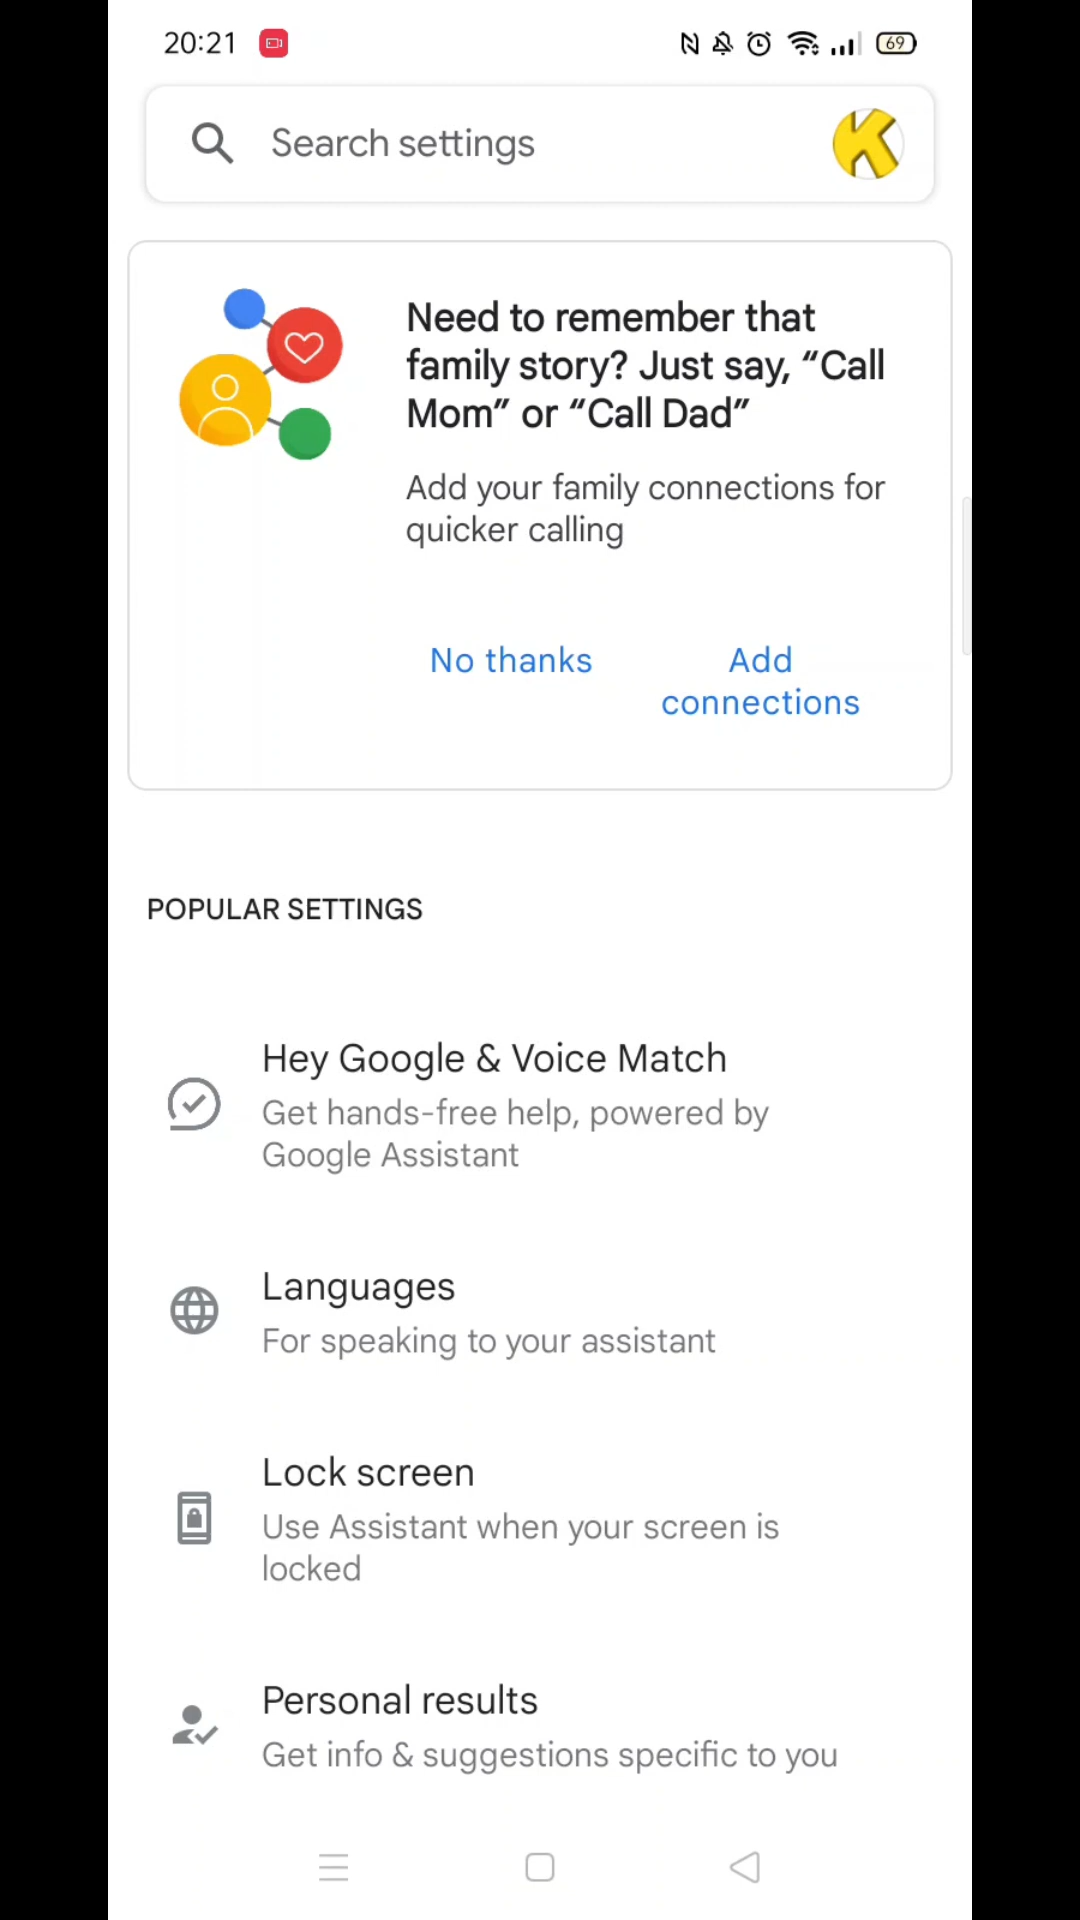 20:21
69
Search settings
K
Need to remember that
family story? Just say, “Call
Mom” or “Call Dad”
Add your family connections for
quicker calling
No thanks
Add
connections
POPULAR SETTINGS
Hey Google & Voice Match
Get hands-free help, powered by
Google Assistant
Languages
For speaking to your assistant
Lock screen
Use Assistant when your screen is
locked
Personal results
Get info & suggestions specific to you